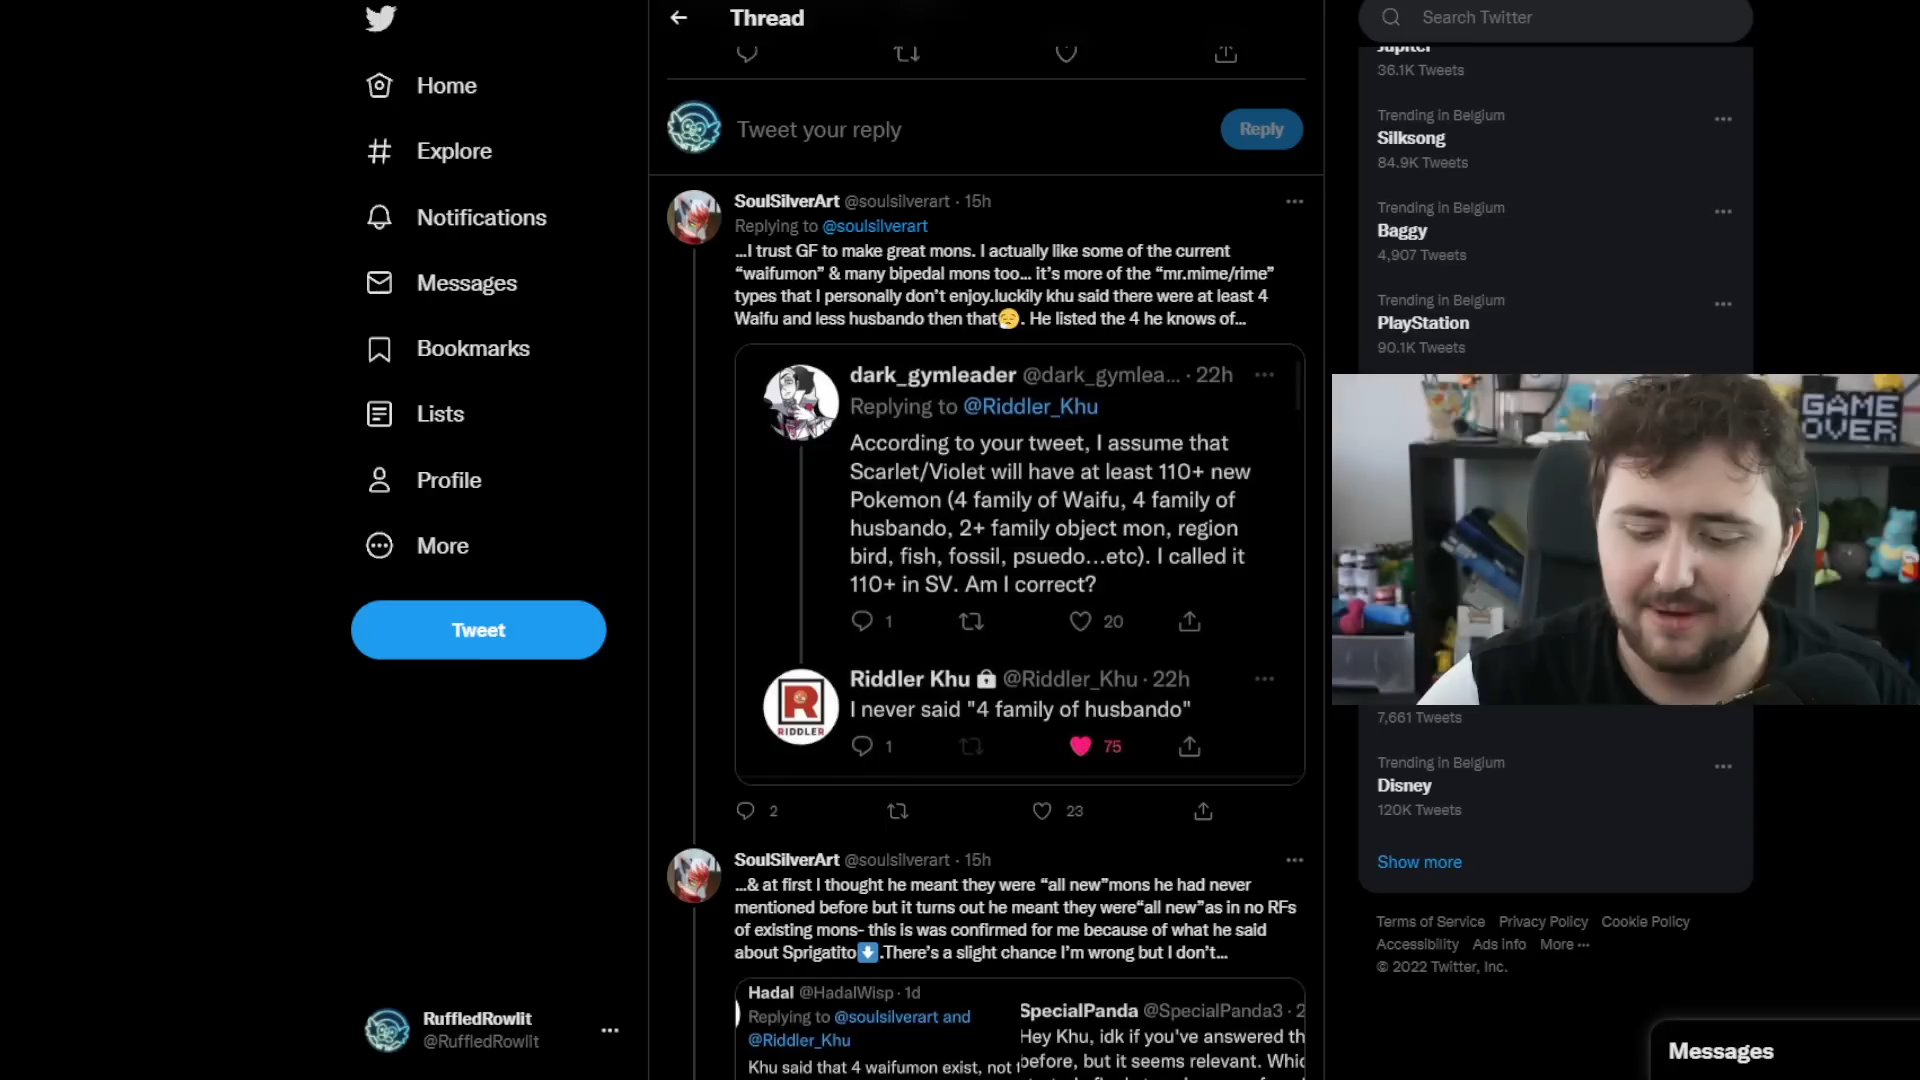 Home
Explore
Notifications
Messages
Bookmarks
Lists
Profile
More
Tweet
RuffledRowlit
@RuffledRowlit
Thread
Tweet your reply
Reply
SoulSilverArt @soulsilverart · 15h
Replying to @soulsilverart
...I trust GF to make great mons. I actually like some of the current
“waifumon” & many bipedal mons too... it’s more of the “mr.mime/rime”
types that I personally don’t enjoy.luckily khu said there were at least 4
Waifu and less husbando then that😮‍💨. He listed the 4 he knows of...
dark_gymleader @dark_gymlea... · 22h
Replying to @Riddler_Khu
According to your tweet, I assume that
Scarlet/Violet will have at least 110+ new
Pokemon (4 family of Waifu, 4 family of
husbando, 2+ family object mon, region
bird, fish, fossil, psuedo...etc). I called it
110+ in SV. Am I correct?
1 20
RIDDLER
Riddler Khu @Riddler_Khu · 22h
I never said "4 family of husbando"
1 75
2 23
SoulSilverArt @soulsilverart · 15h
...& at first I thought he meant they were “all new”mons he had never
mentioned before but it turns out he meant they were“all new”as in no RFs
of existing mons- this is was confirmed for me because of what he said
about Sprigatito⬇️.There’s a slight chance I’m wrong but I don’t...
Hadal @HadalWisp · 1d
Replying to @soulsilverart and
@Riddler_Khu
Khu said that 4 waifumon exist, not
SpecialPanda @SpecialPanda3 · 2
Hey Khu, idk if you've answered th
before, but it seems relevant. Whic
Search Twitter
Jupiter
36.1K Tweets
Trending in Belgium
Silksong
84.9K Tweets
Trending in Belgium
Baggy
4,907 Tweets
Trending in Belgium
PlayStation
90.1K Tweets
GAME
OVER
7,661 Tweets
Trending in Belgium
Disney
120K Tweets
Show more
Terms of Service Privacy Policy Cookie Policy
Accessibility Ads info More ···
© 2022 Twitter, Inc.
Messages